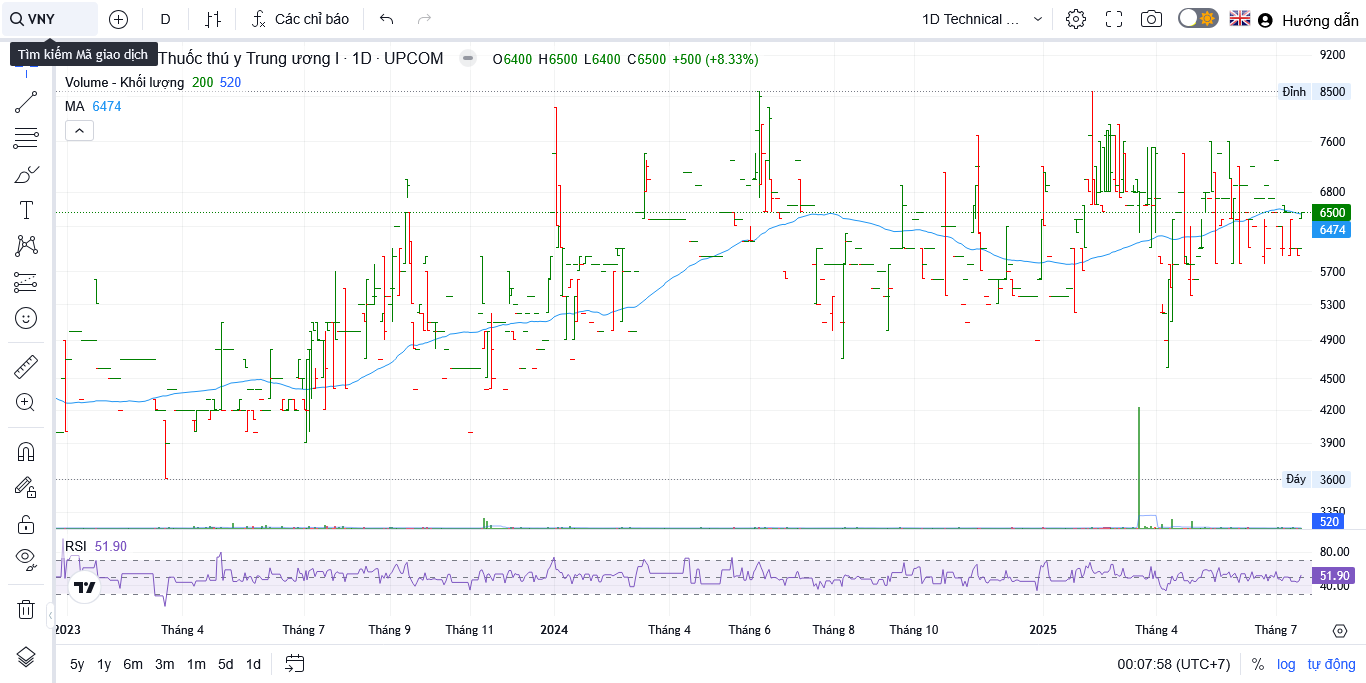 VNY
D
Các chỉ báo
1D Technical ...
Hướng dẫn
Tìm kiếm Mã giao dịch
Thuốc thú y Trung ương I · 1D · UPCOM
O6400 H6500 L6400 C6500 +500 (+8.33%)
Volume - Khối lượng 200 520
MA 6474
9200
Đỉnh 8500
7600
6800
6500
6474
5700
5300
4900
4500
4200
3900
Đáy 3600
3250
520
RSI 51.90
80.00
51.90
40.00
2023 Tháng 4 Tháng 7 Tháng 9 Tháng 11 2024 Tháng 4 Tháng 6 Tháng 8 Tháng 10 2025 Tháng 4 Tháng 7
5y 1y 6m 3m 1m 5d 1d
00:07:58 (UTC+7) % log tự động